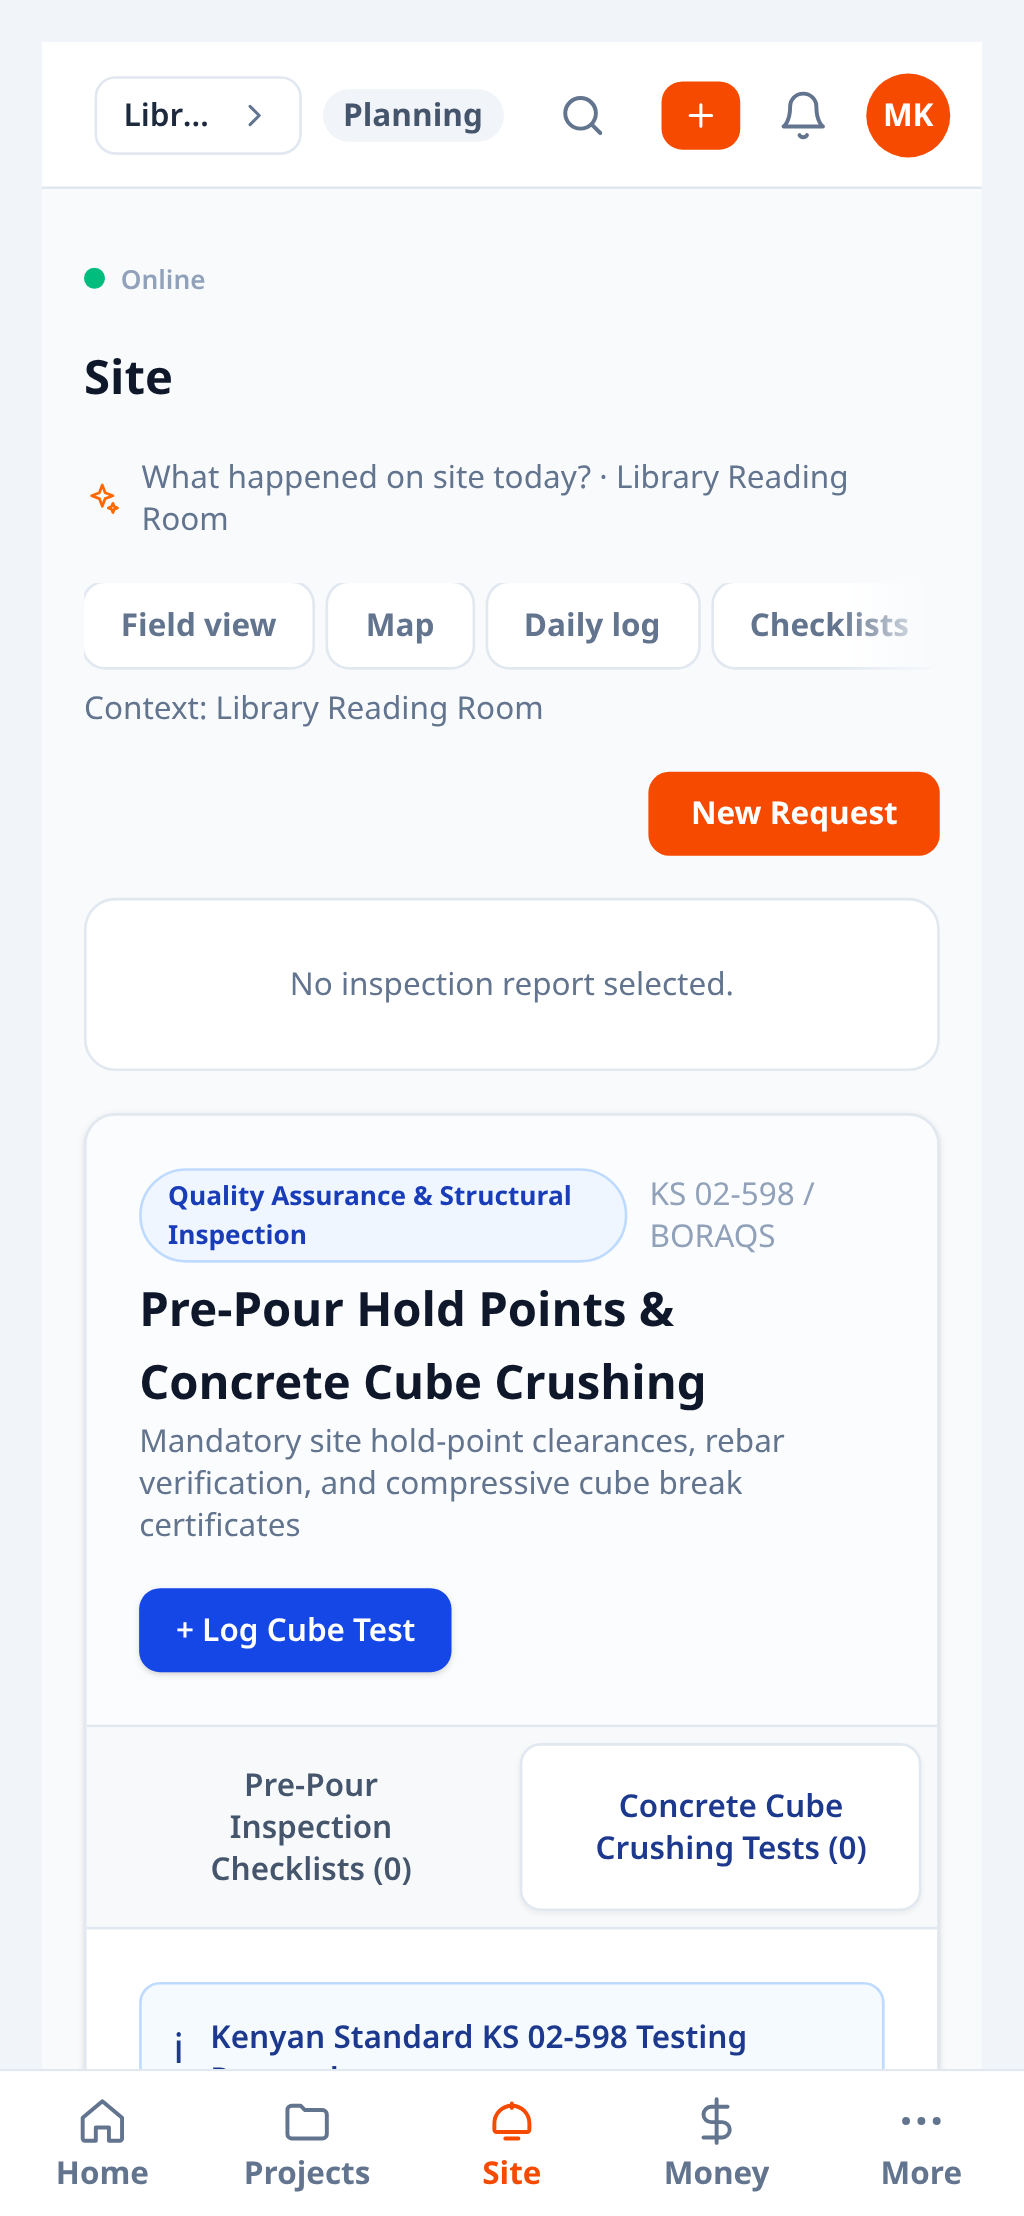 Libr...
Planning
MK
Online
Site
What happened on site today? · Library Reading
Room
Field view
Map
Daily log
Checklists
Context: Library Reading Room
New Request
No inspection report selected.
Quality Assurance & Structural
Inspection
KS 02-598 /
BORAQS
Pre-Pour Hold Points &
Concrete Cube Crushing
Mandatory site hold-point clearances, rebar
verification, and compressive cube break
certificates
+ Log Cube Test
Pre-Pour
Inspection
Checklists (0)
Concrete Cube
Crushing Tests (0)
i
Kenyan Standard KS 02-598 Testing
Home
Projects
Site
Money
More